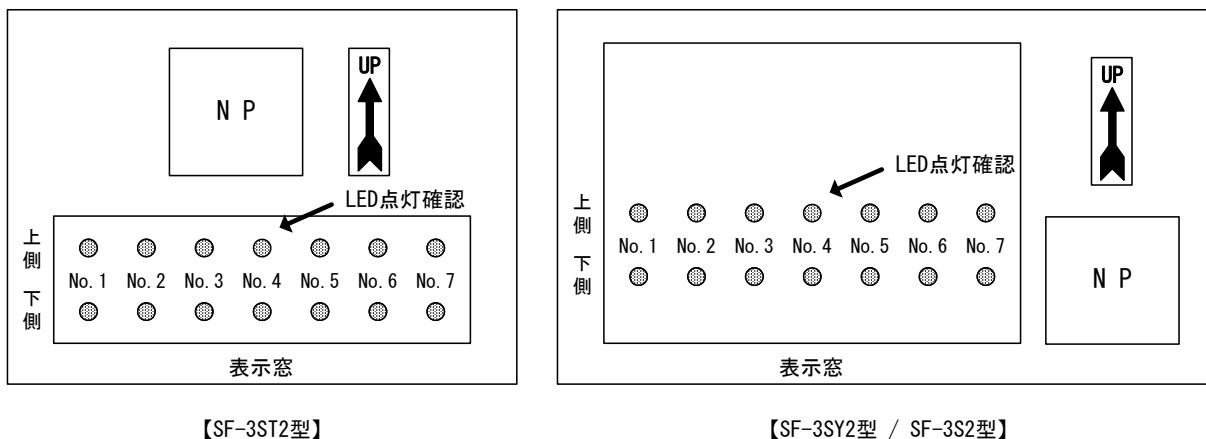 N P
UP
LED点灯確認
上側
No. 1 No. 2 No. 3 No. 4 No. 5 No. 6 No. 7
下側
表示窓
【SF-3ST2型】
UP
LED点灯確認
上側
No. 1 No. 2 No. 3 No. 4 No. 5 No. 6 No. 7
下側
N P
表示窓
【SF-3SY2型 / SF-3S2型】